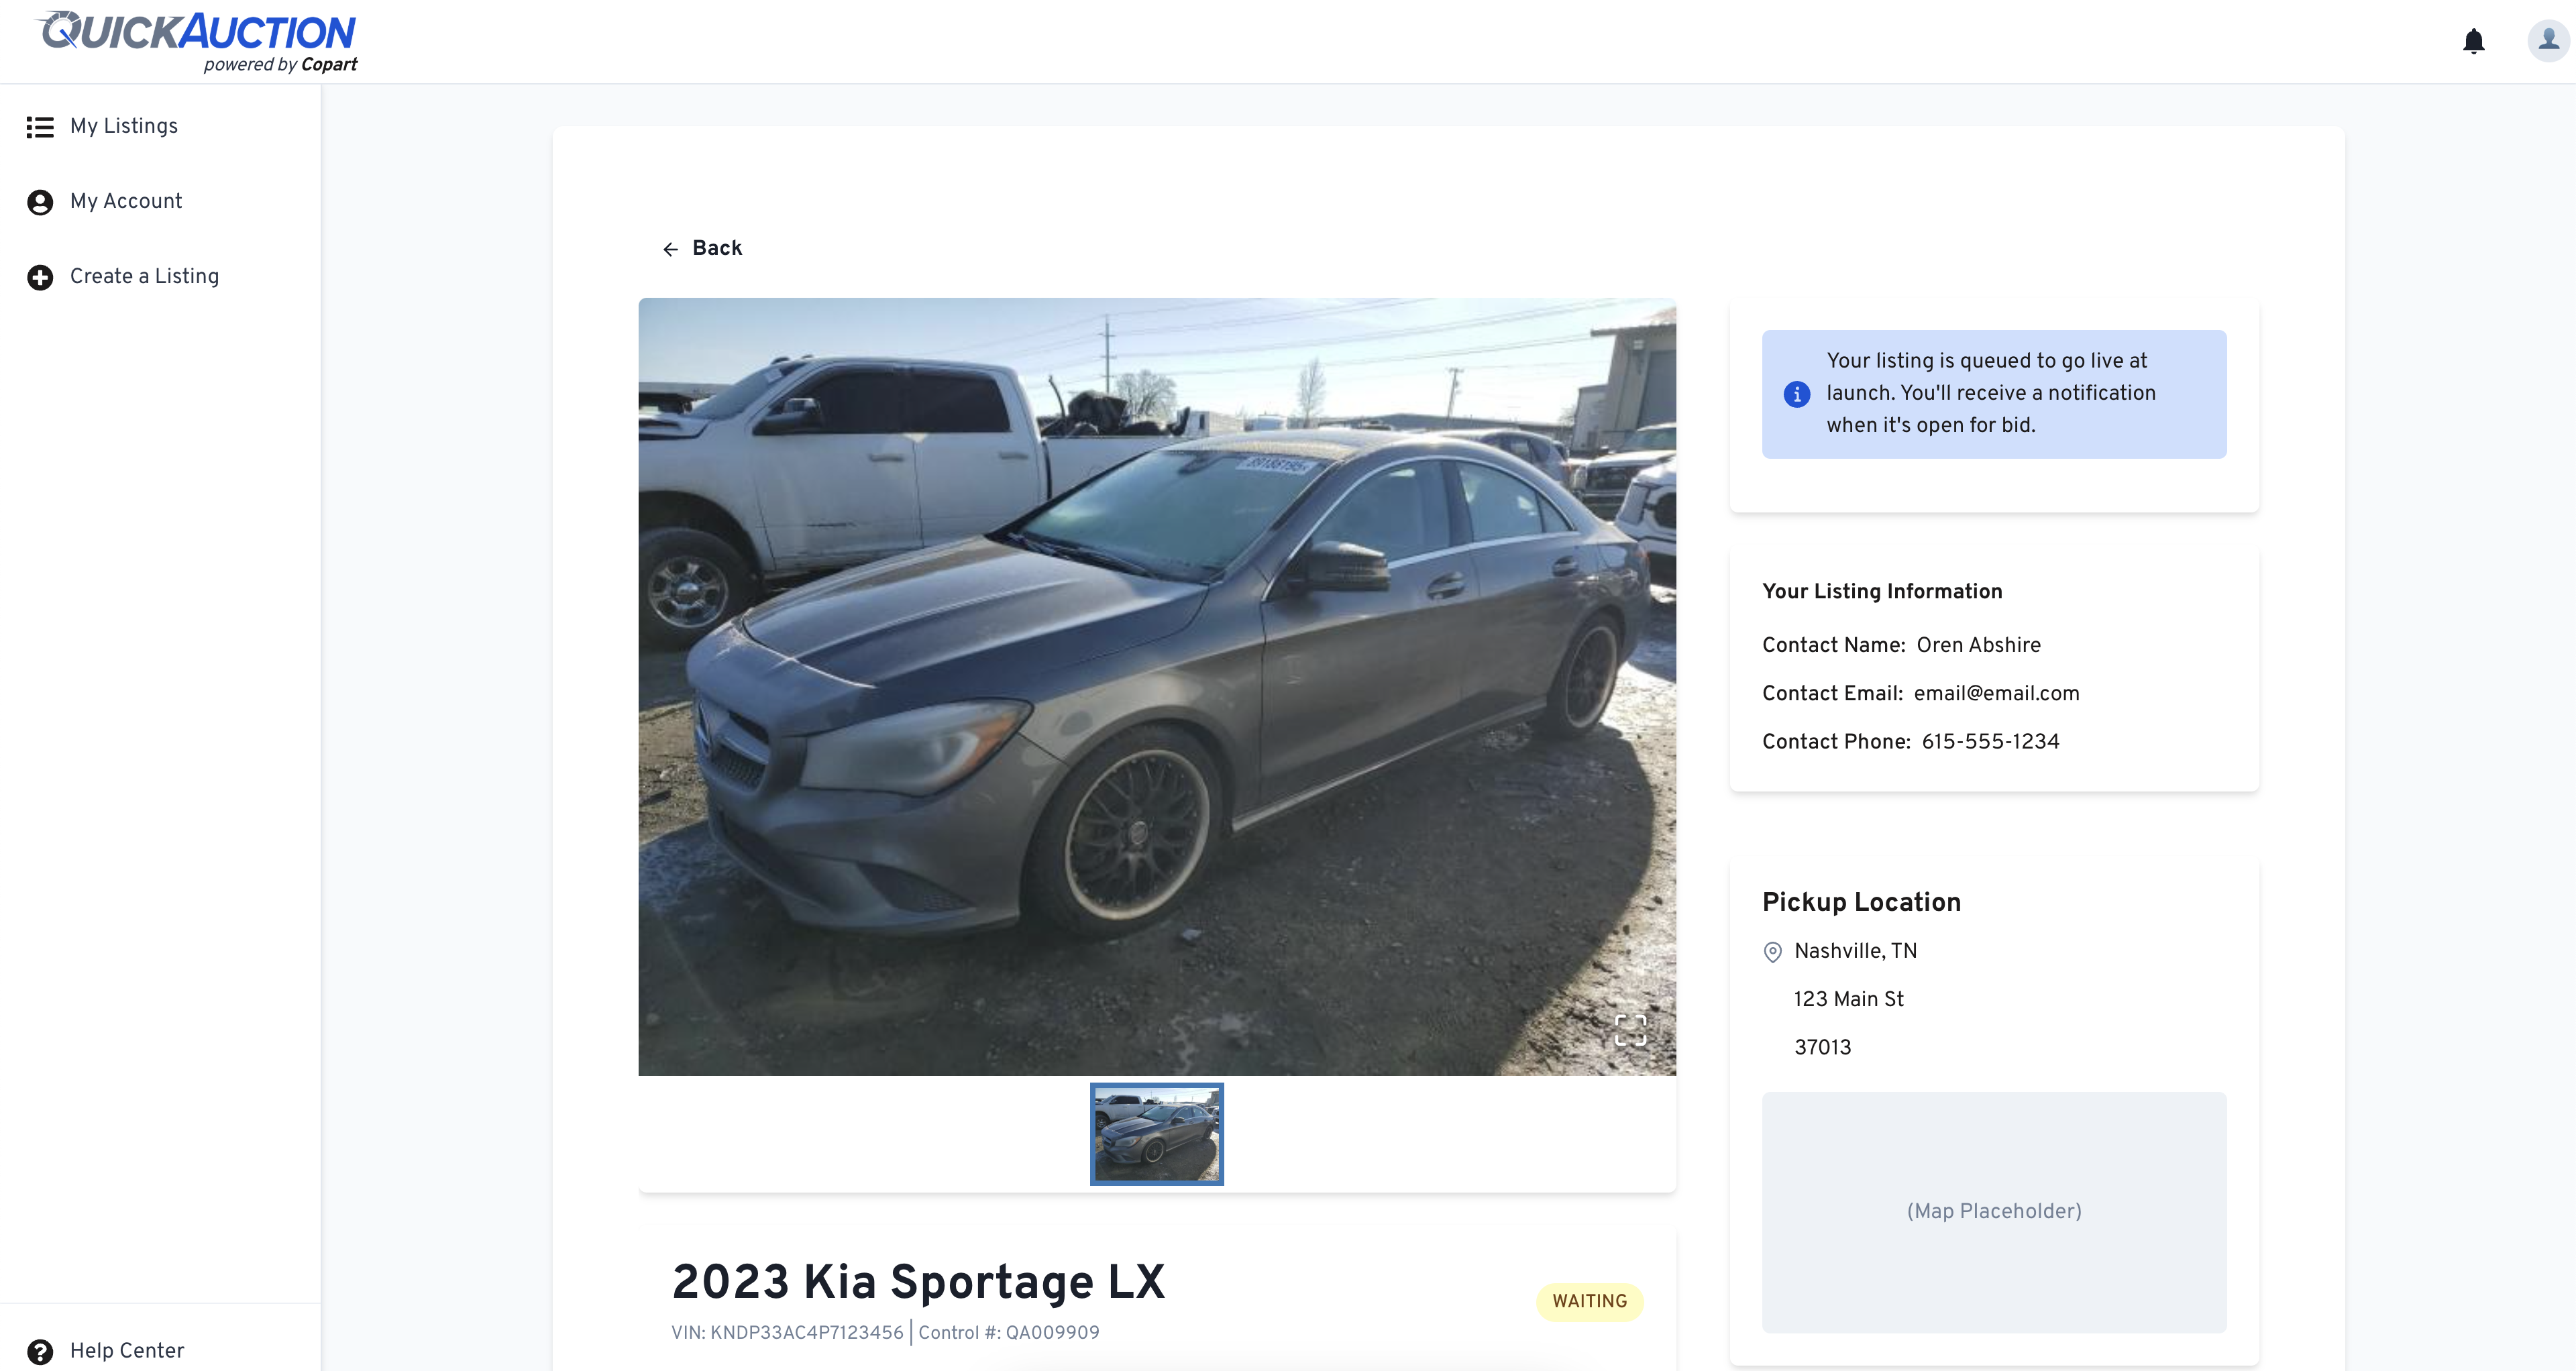 QUICKAUCTION
powered by Copart
My Listings
My Account
Create a Listing
Help Center
Back
Your listing is queued to go live at
launch. You'll receive a notification
when it's open for bid.
Your Listing Information
Contact Name: Oren Abshire
Contact Email: email@email.com
Contact Phone: 615-555-1234
Pickup Location
Nashville, TN
123 Main St
37013
(Map Placeholder)
2023 Kia Sportage LX
WAITING
VIN: KNDP33AC4P7123456 | Control #: QA009909